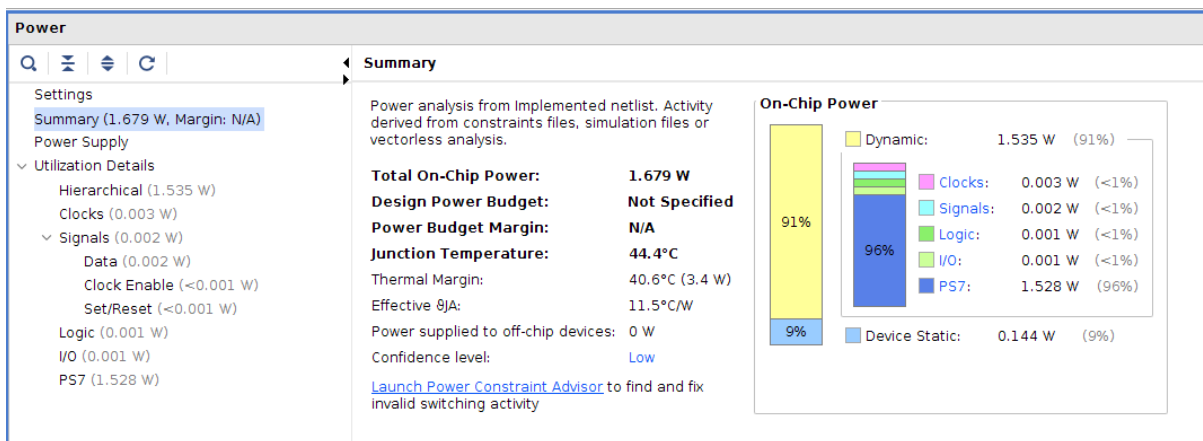 Power
Summary
Settings
Summary (1.679 W, Margin: N/A)
Power Supply
Utilization Details
Hierarchical (1.535 W)
Clocks (0.003 W)
Signals (0.002 W)
Data (0.002 W)
Clock Enable (<0.001 W)
Set/Reset (<0.001 W)
Logic (0.001 W)
I/O (0.001 W)
PS7 (1.528 W)
Power analysis from Implemented netlist. Activity
derived from constraints files, simulation files or
vectorless analysis.
Total On-Chip Power: 1.679 W
Design Power Budget: Not Specified
Power Budget Margin: N/A
Junction Temperature: 44.4°C
Thermal Margin: 40.6°C (3.4 W)
Effective ϑJA: 11.5°C/W
Power supplied to off-chip devices: 0 W
Confidence level: Low
Launch Power Constraint Advisor to find and fix
invalid switching activity
On-Chip Power
91%
9%
Dynamic: 1.535 W (91%)
96%
Clocks: 0.003 W (<1%)
Signals: 0.002 W (<1%)
Logic: 0.001 W (<1%)
I/O: 0.001 W (<1%)
PS7: 1.528 W (96%)
Device Static: 0.144 W (9%)